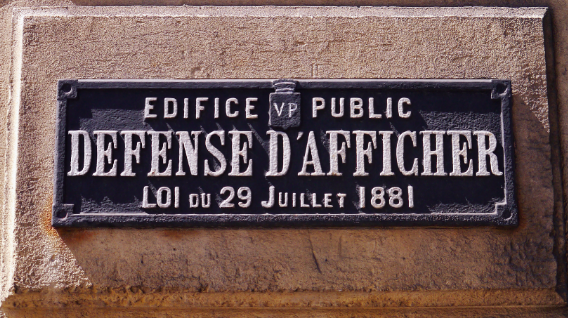 EDIFICE VP PUBLIC
DEFENSE D'AFFICHER
LOI DU 29 JUILLET 1881